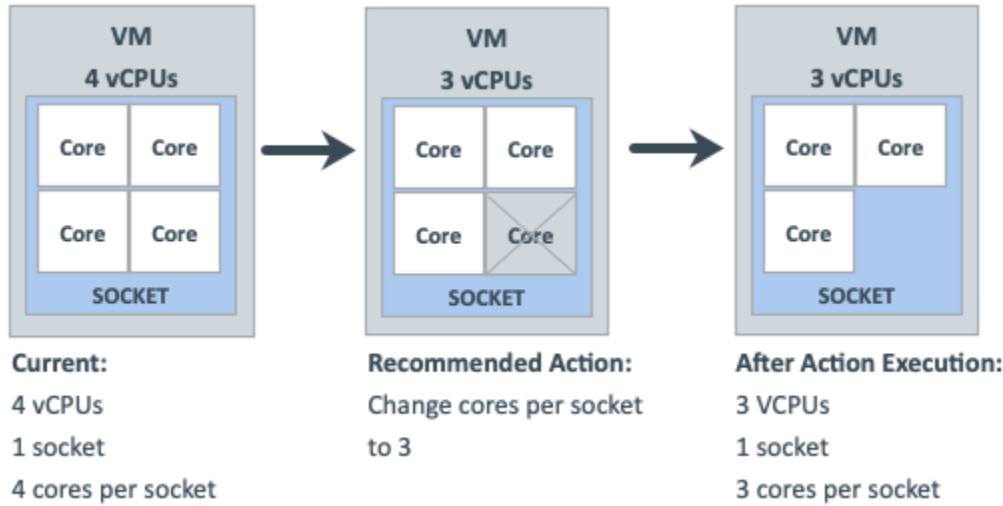 VM
4 vCPUs
Core Core
Core Core
SOCKET
Current:
4 vCPUs
1 socket
4 cores per socket
VM
3 vCPUs
Core Core
Core Core
SOCKET
Recommended Action:
Change cores per socket
to 3
VM
3 vCPUs
Core Core
Core
SOCKET
After Action Execution:
3 VCPUs
1 socket
3 cores per socket